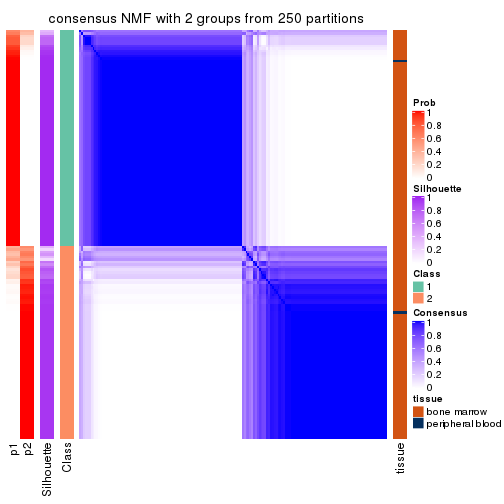 consensus NMF with 2 groups from 250 partitions
Prob
1
0.8
0.6
0.4
0.2
0
Silhouette
1
0.8
0.6
0.4
0.2
0
Class
1
2
Consensus
1
0.8
0.6
0.4
0.2
0
tissue
bone marrow
peripheral blood
p1
p2
Silhouette
Class
tissue